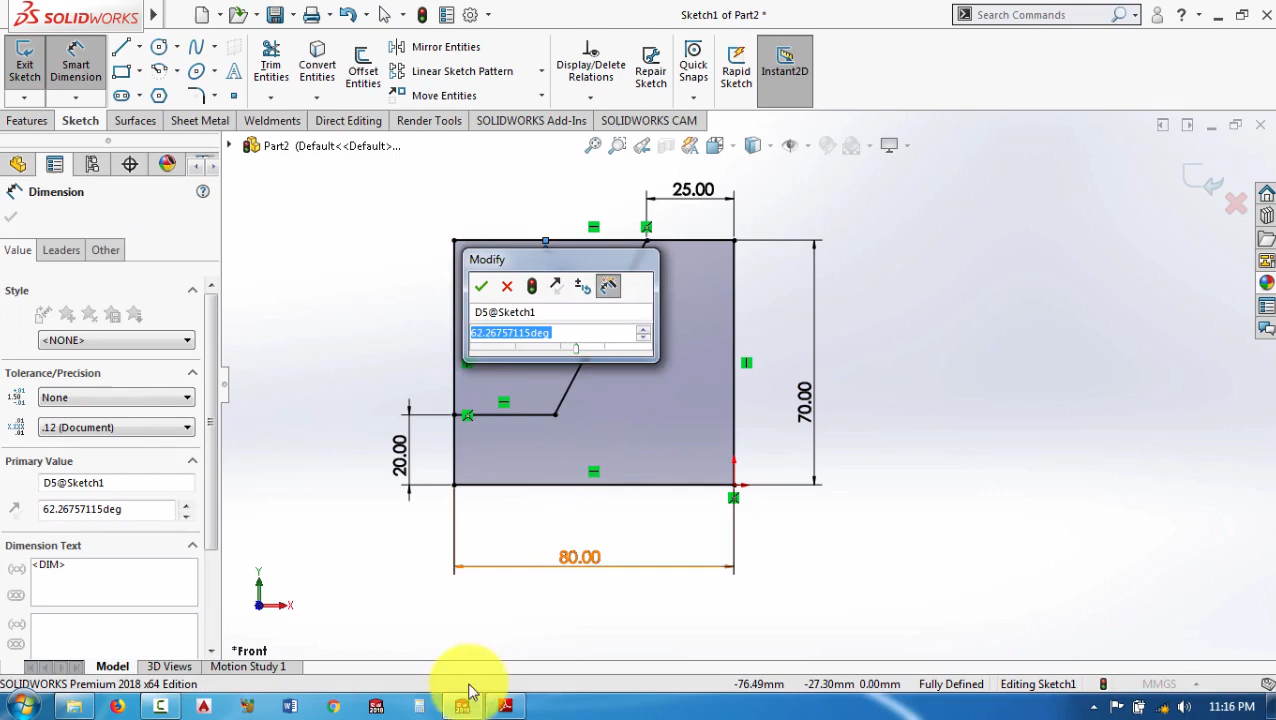 SOLIDWORKS
Sketch1 of Part2 *
Search Commands
Exit Sketch
Smart Dimension
Trim Entities
Convert Entities
Offset Entities
Mirror Entities
Linear Sketch Pattern
Move Entities
Display/Delete Relations
Repair Sketch
Quick Snaps
Rapid Sketch
Instant2D
Features Sketch Surfaces Sheet Metal Weldments Direct Editing Render Tools SOLIDWORKS Add-Ins SOLIDWORKS CAM
Part2 (Default<<Default>...
Dimension
Value Leaders Other
Style
<NONE>
Tolerance/Precision
None
.12 (Document)
Primary Value
D5@Sketch1
62.26757115deg
Dimension Text
<DIM>
25.00
Modify
D5@Sketch1
62.26757115deg
70.00
20.00
80.00
Y
X
*Front
Model 3D Views Motion Study 1
SOLIDWORKS Premium 2018 x64 Edition
-76.49mm -27.30mm 0.00mm Fully Defined Editing Sketch1 MMGS
11:16 PM